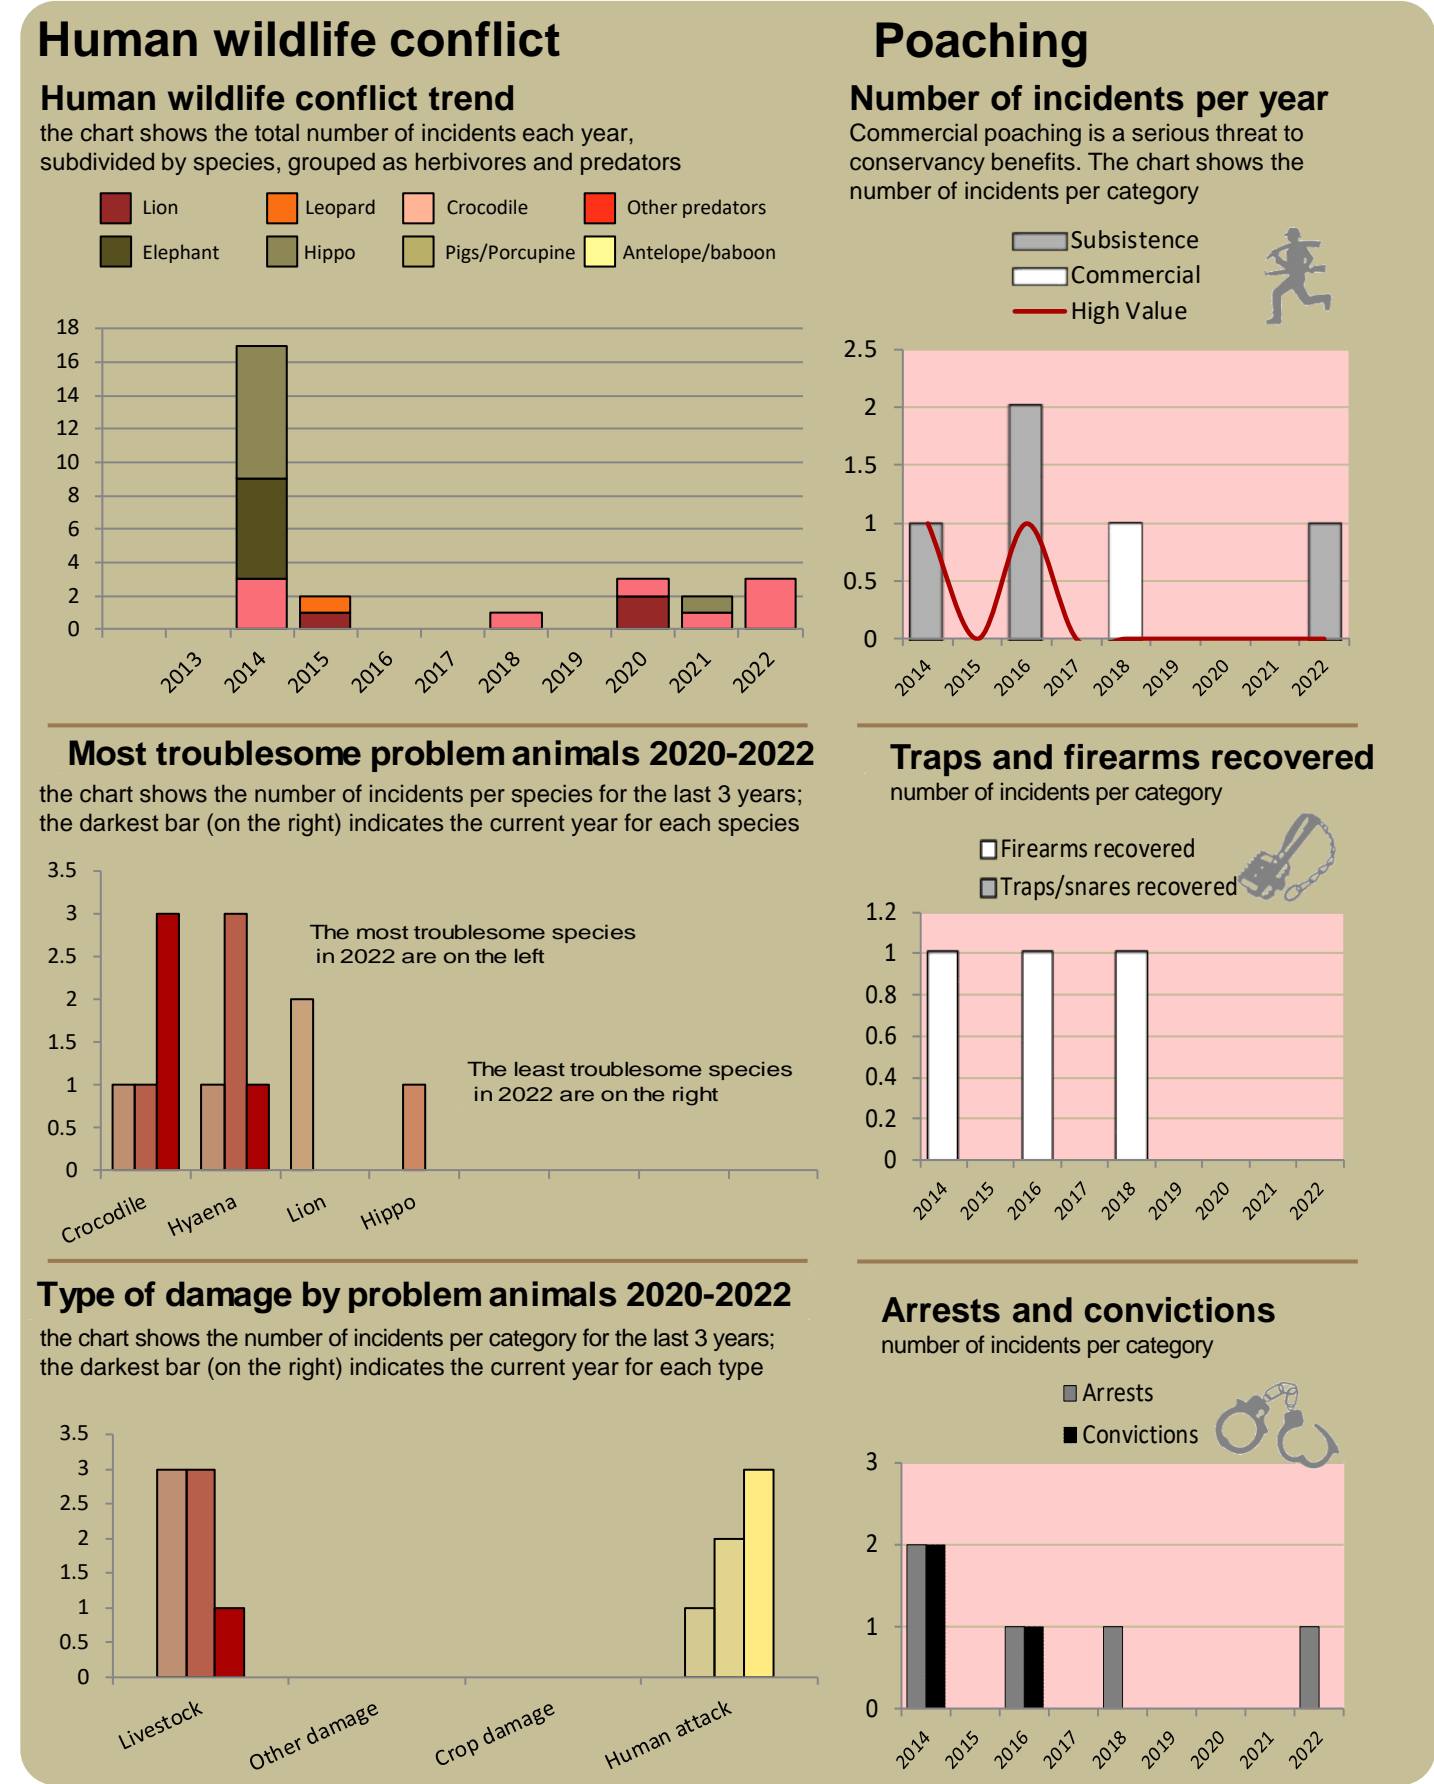 Human wildlife conflict
Human wildlife conflict trend
the chart shows the total number of incidents each year,
subdivided by species, grouped as herbivores and predators
Lion
Leopard
Crocodile
Other predators
Elephant
Hippo
Pigs/Porcupine
Antelope/baboon
18
16
14
12
10
8
6
4
2
0
2013
2014
2015
2016
2017
2018
2019
2020
2021
2022
Most troublesome problem animals 2020-2022
the chart shows the number of incidents per species for the last 3 years;
the darkest bar (on the right) indicates the current year for each species
3.5
3
2.5
2
1.5
1
0.5
0
The most troublesome species
in 2022 are on the left
The least troublesome species
in 2022 are on the right
Crocodile
Hyaena
Lion
Hippo
Type of damage by problem animals 2020-2022
the chart shows the number of incidents per category for the last 3 years;
the darkest bar (on the right) indicates the current year for each type
3.5
3
2.5
2
1.5
1
0.5
0
Livestock
Other damage
Crop damage
Human attack
Poaching
Number of incidents per year
Commercial poaching is a serious threat to
conservancy benefits. The chart shows the
number of incidents per category
Subsistence
Commercial
High Value
2.5
2
1.5
1
0.5
0
2014
2015
2016
2017
2018
2019
2020
2021
2022
Traps and firearms recovered
number of incidents per category
Firearms recovered
Traps/snares recovered
1.2
1
0.8
0.6
0.4
0.2
0
2014
2015
2016
2017
2018
2019
2020
2021
2022
Arrests and convictions
number of incidents per category
Arrests
Convictions
3
2
1
0
2014
2015
2016
2017
2018
2019
2020
2021
2022